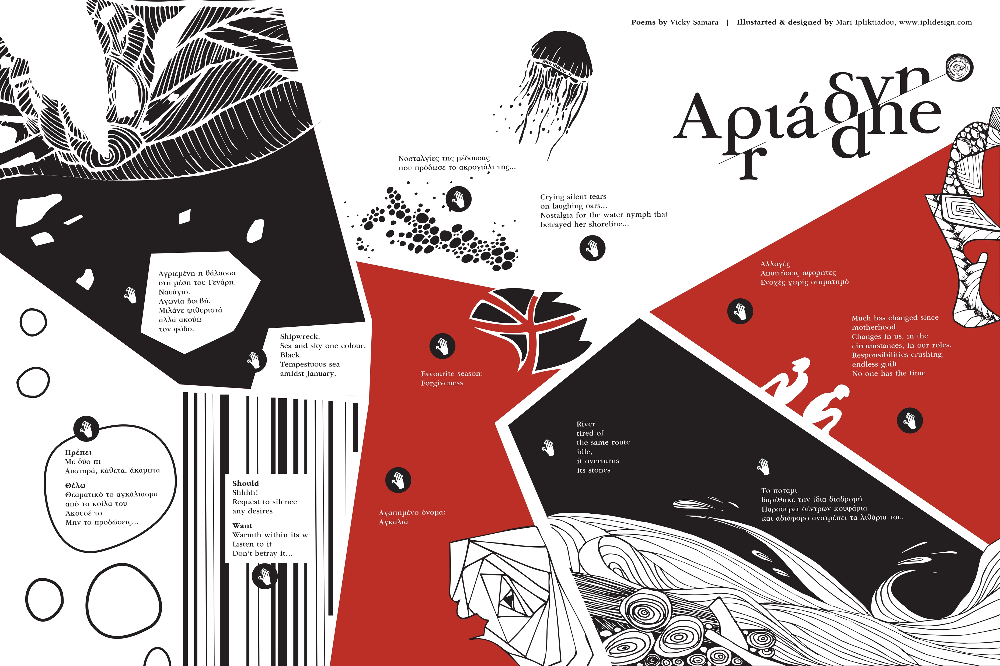 Poems by Vicky Samara | Illustarted & designed by Mari Ipliktiadou, www.iplidesign.com
Αριάδνη
Ariadne
Νοσταλγίες της μέδουσας
που πρόδωσε το ακρογιάλι της...
Crying silent tears
on laughing oars...
Nostalgia for the water nymph that
betrayed her shoreline...
Αγριεμένη η θάλασσα
στη μέση του Γενάρη.
Ναυάγιο.
Αγωνία βουβή.
Μιλάνε ψιθυριστά
αλλά ακούω
τον φόβο.
Shipwreck.
Sea and sky one colour.
Black.
Tempestuous sea
amidst January.
Αλλαγές
Απαιτήσεις αφόρητες
Ενοχές χωρίς σταματημό
Much has changed since
motherhood
Changes in us, in the
circumstances, in our roles.
Responsibilities crushing.
endless guilt
No one has the time
Favourite season:
Forgiveness
Αγαπημένο όνομα:
Αγκαλιά
River
tired of
the same route
idle,
it overturns
its stones
Το ποτάμι
βαρέθηκε την ίδια διαδρομή
Παρασύρει δέντρων κουφάρια
και αδιάφορο ανατρέπει τα λιθάρια του.
Πρέπει
Με δύο πι
Αυστηρά, κάθετα, άκαμπτα
Θέλω
Θεαματικό το αγκάλιασμα
από τα κοίλα του
Άκουσέ το
Μην το προδώσεις...
Should
Shhhh!
Request to silence
any desires
Want
Warmth within its w
Listen to it
Don't betray it...